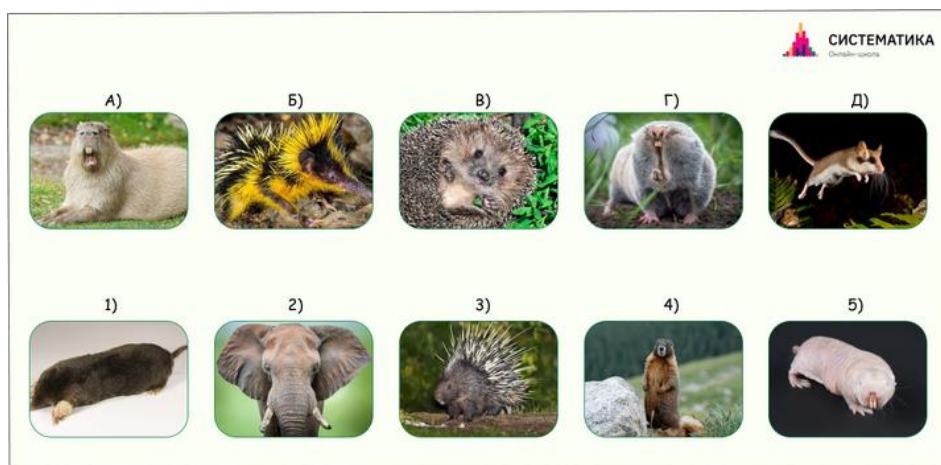 СИСТЕМАТИКА
Онлайн-школа
А)
Б)
В)
Г)
Д)
1)
2)
3)
4)
5)